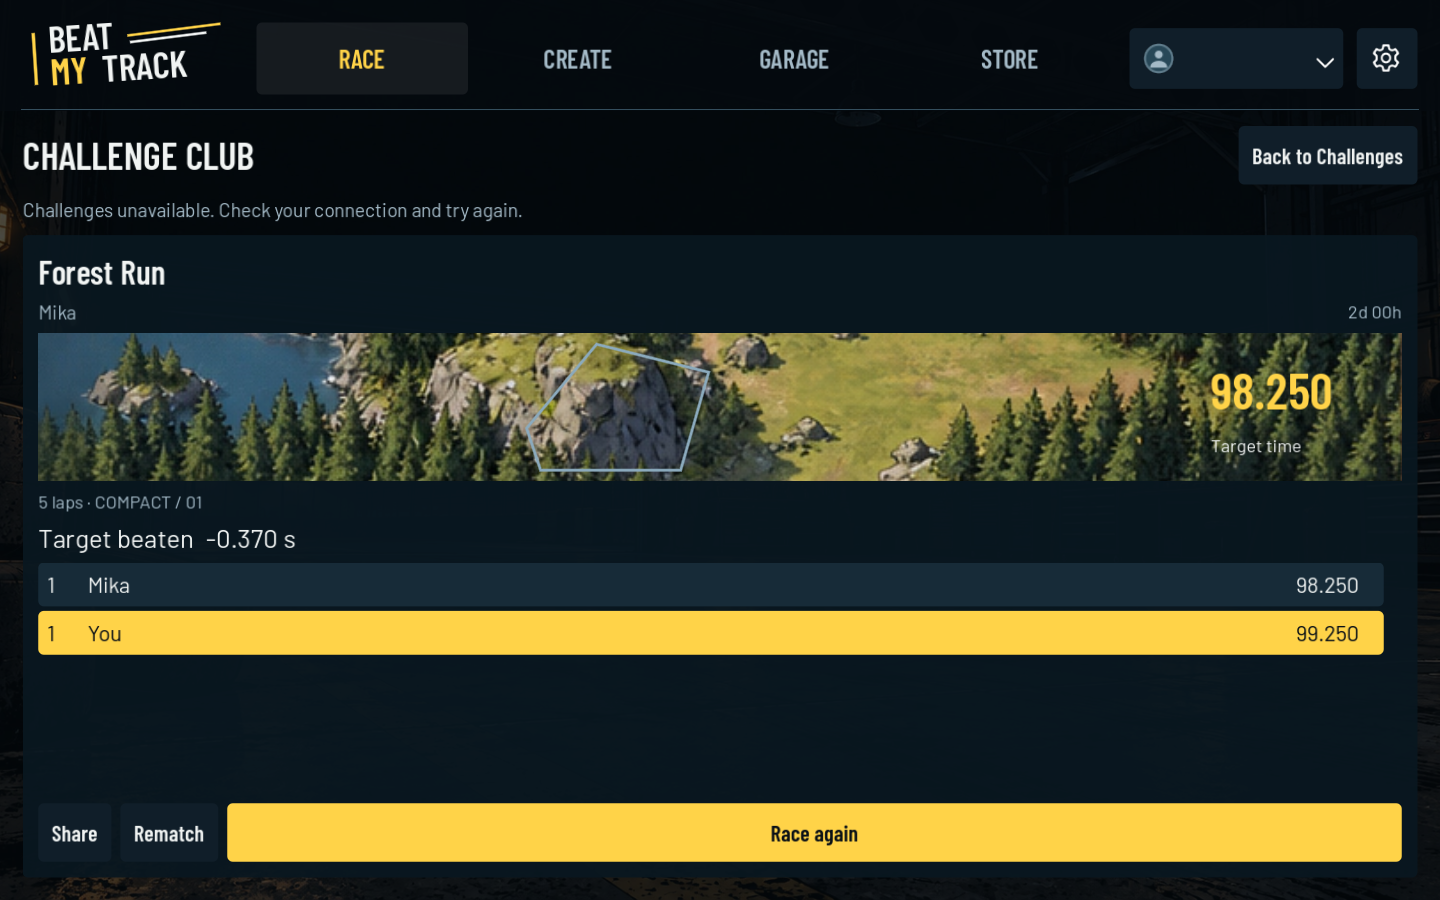 BEAT
MY TRACK
RACE
CREATE
GARAGE
STORE
CHALLENGE CLUB
Back to Challenges
Challenges unavailable. Check your connection and try again.
Forest Run
Mika
2d 00h
98.250
Target time
5 laps · COMPACT / 01
Target beaten -0.370 s
1 Mika 98.250
1 You 99.250
Share
Rematch
Race again